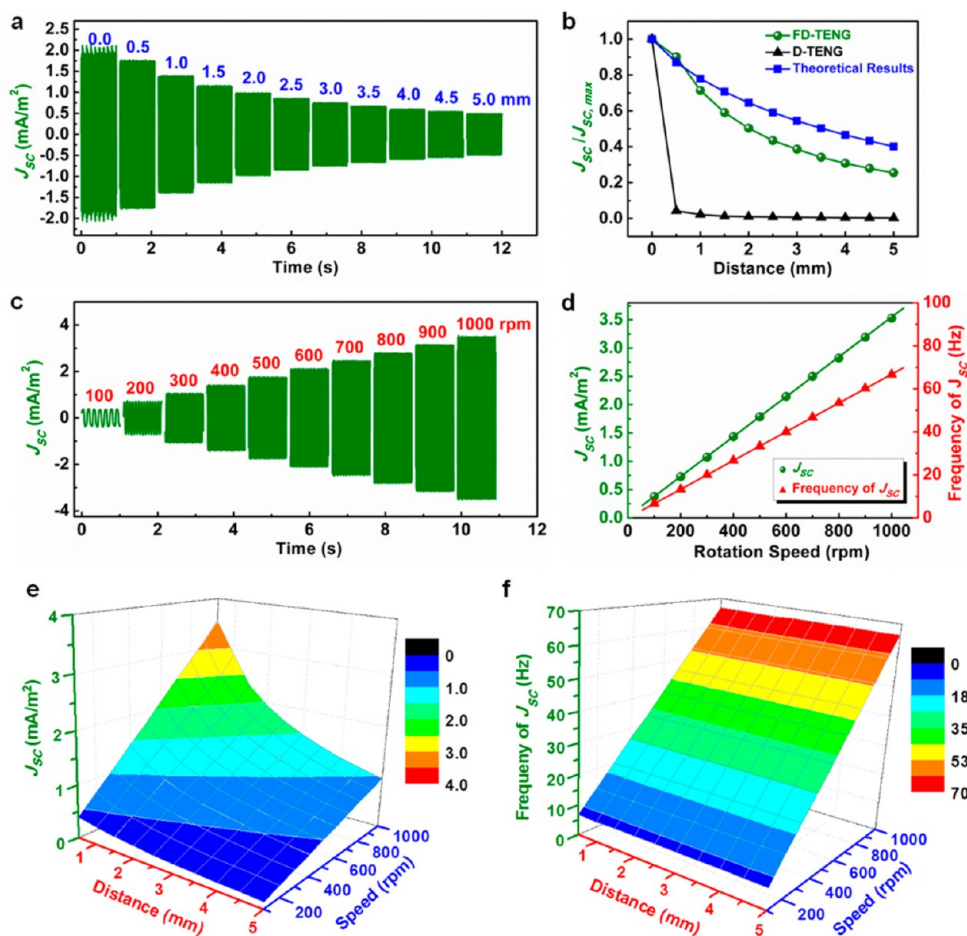 a
0.0 0.5 1.0 1.5 2.0 2.5 3.0 3.5 4.0 4.5 5.0 mm
2.5
2.0
1.5
1.0
0.5
0.0
0.5
1.0
1.5
2.0
J_SC (mA/m²)
0 2 4 6 8 10 12
Time (s)
b
FD-TENG
D-TENG
Theoretical Results
1.0
0.8
0.6
0.4
0.2
0.0
J_SC/J_SC, max
0 1 2 3 4 5
Distance (mm)
c
100 200 300 400 500 600 700 800 900 1000 rpm
4
2
0
-2
-4
J_SC (mA/m²)
0 2 4 6 8 10 12
Time (s)
d
3.5
3.0
2.5
2.0
1.5
1.0
0.5
0.0
J_SC (mA/m²)
100
80
60
40
20
0
Frequency of J_SC (Hz)
J_SC
Frequency of J_SC
200 400 600 800 1000
Rotation Speed (rpm)
e
4
3
2
1
0
J_SC (mA/m²)
1 2 3 4 5
Distance (mm)
200 400 600 800 1000
Speed (rpm)
0
1.0
2.0
3.0
4.0
f
70
60
50
40
30
20
10
0
Frequeny of J_SC (Hz)
1 2 3 4 5
Distance (mm)
200 400 600 800 1000
Speed (rpm)
0
18
35
53
70